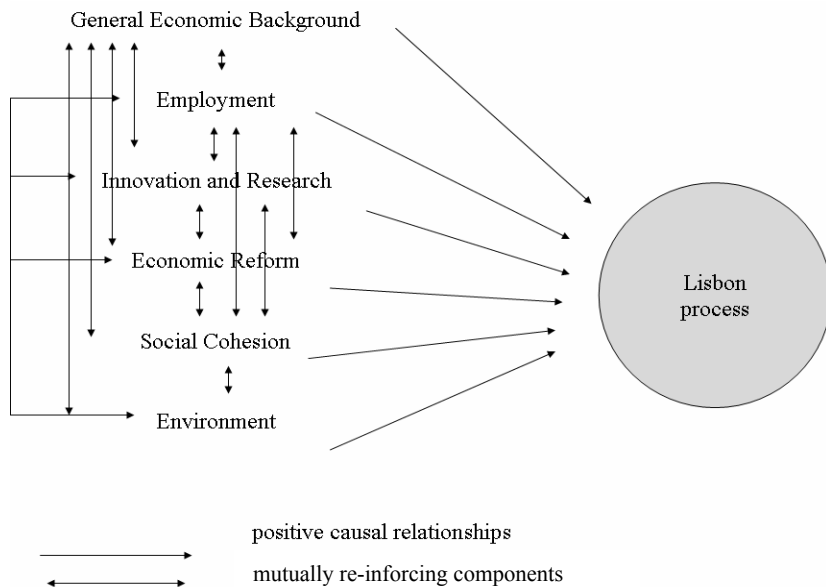 General Economic Background
Employment
Innovation and Research
Economic Reform
Social Cohesion
Environment
Lisbon
process
positive causal relationships
mutually re-inforcing components